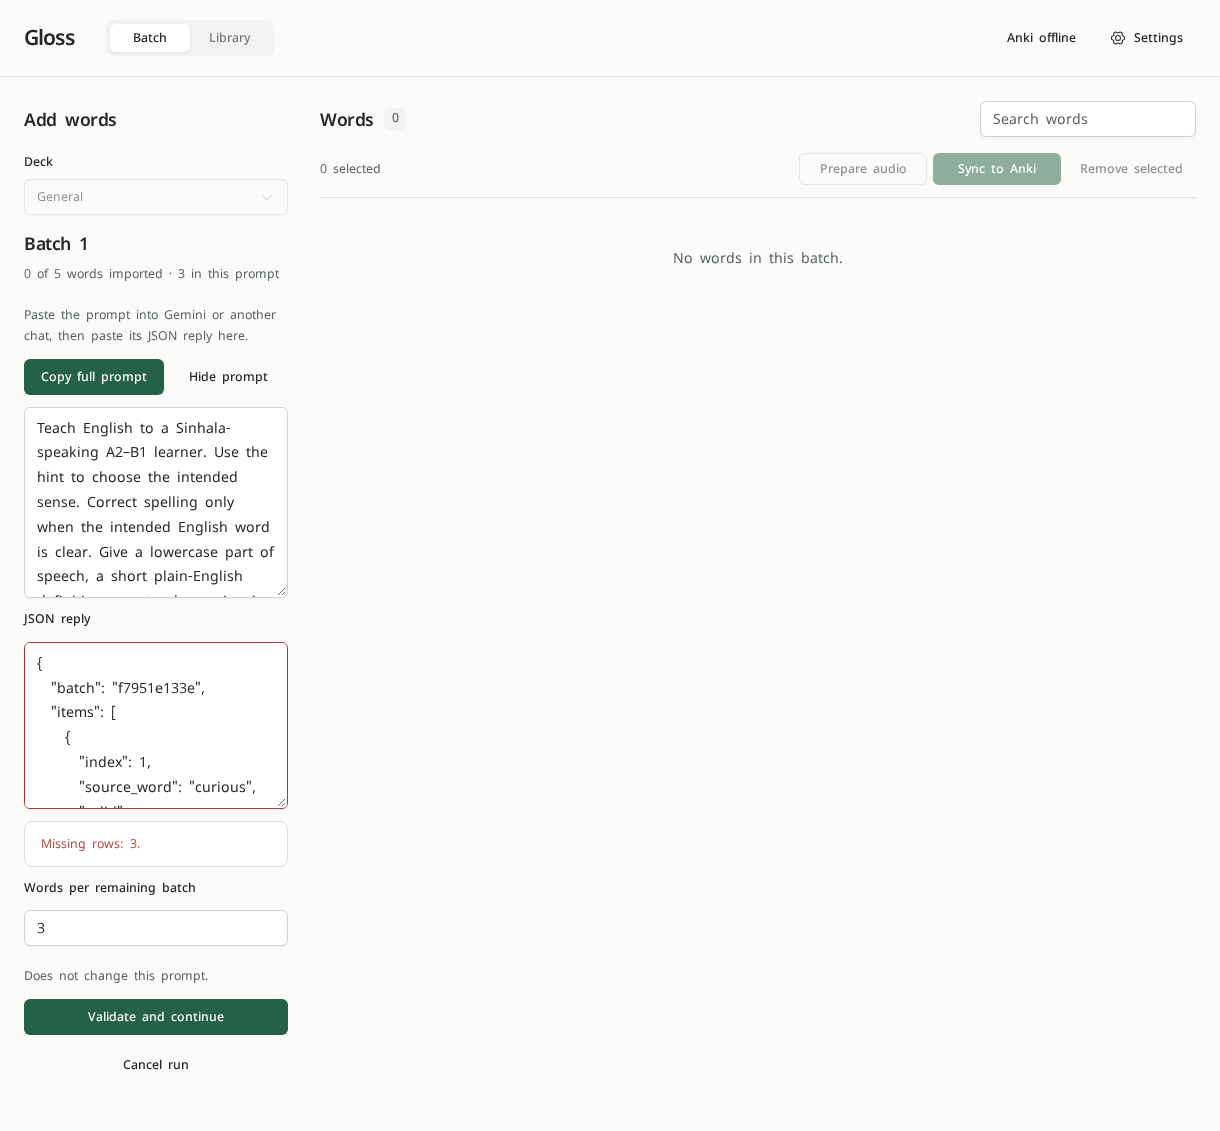 Gloss
Batch
Library
Anki offline
Settings
Add words
Deck
General
Batch 1
0 of 5 words imported · 3 in this prompt
Paste the prompt into Gemini or another
chat, then paste its JSON reply here.
Copy full prompt
Hide prompt
Teach English to a Sinhala-
speaking A2–B1 learner. Use the
hint to choose the intended
sense. Correct spelling only
when the intended English word
is clear. Give a lowercase part of
speech, a short plain-English
JSON reply
{
"batch": "f7951e133e",
"items": [
{
"index": 1,
"source_word": "curious",
Missing rows: 3.
Words per remaining batch
3
Does not change this prompt.
Validate and continue
Cancel run
Words
0
Search words
0 selected
Prepare audio
Sync to Anki
Remove selected
No words in this batch.